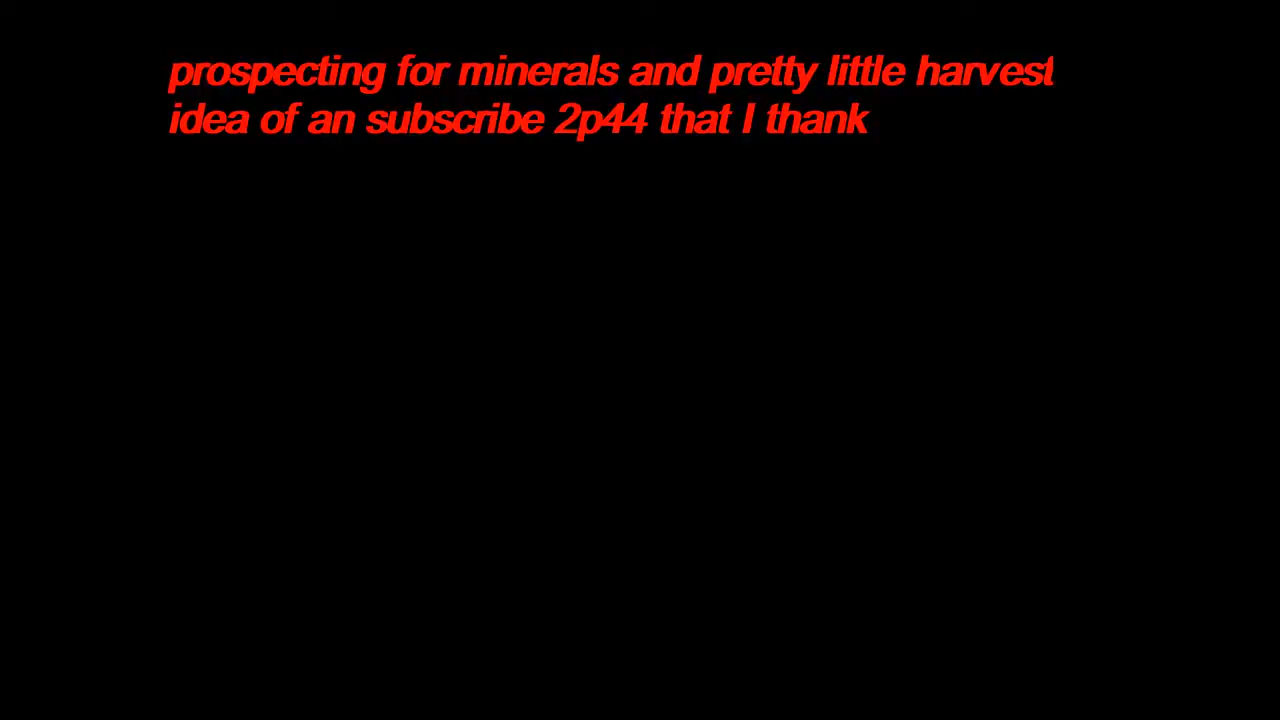 prospecting for minerals and pretty little harvest
idea of an subscribe 2p44 that I thank